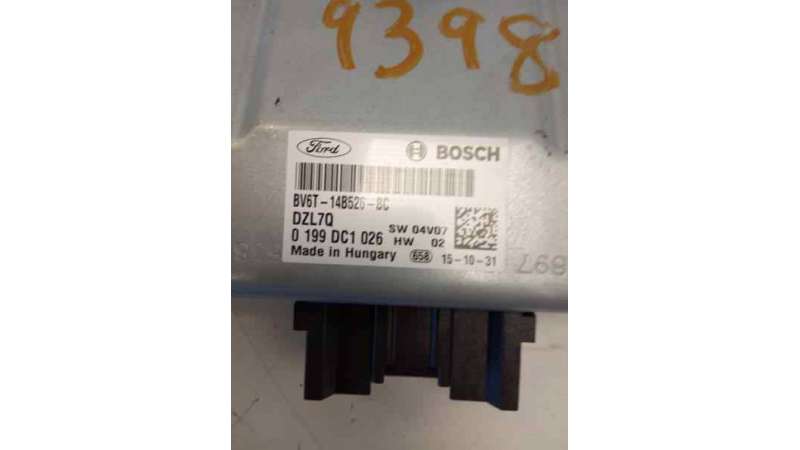 9398
Ford BOSCH
BV6T-14B526-BC
DZL7Q
0 199 DC1 026
SW 04V07
HW 02
Made in Hungary 658 15-10-31
897